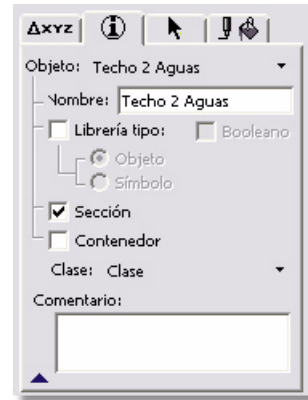 ΔXYZ
Objeto: Techo 2 Aguas
Nombre: Techo 2 Aguas
Librería tipo: Booleano
Objeto
Símbolo
Sección
Contenedor
Clase: Clase
Comentario: